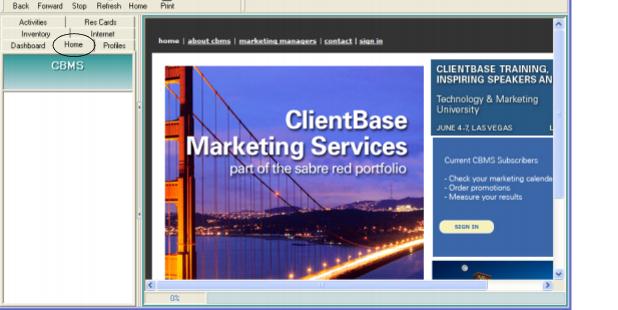 Back Forward Stop Refresh Home Print
Activities Res Cards
Inventory Internet
Dashboard Home Profiles
CBMS
home | about cbms | marketing managers | contact | sign in
ClientBase
Marketing Services
part of the sabre red portfolio
CLIENTBASE TRAINING,
INSPIRING SPEAKERS AN
Technology & Marketing
University
JUNE 4-7, LAS VEGAS L
Current CBMS Subscribers
- Check your marketing calenda
- Order promotions
- Measure your results
SIGN IN
0%